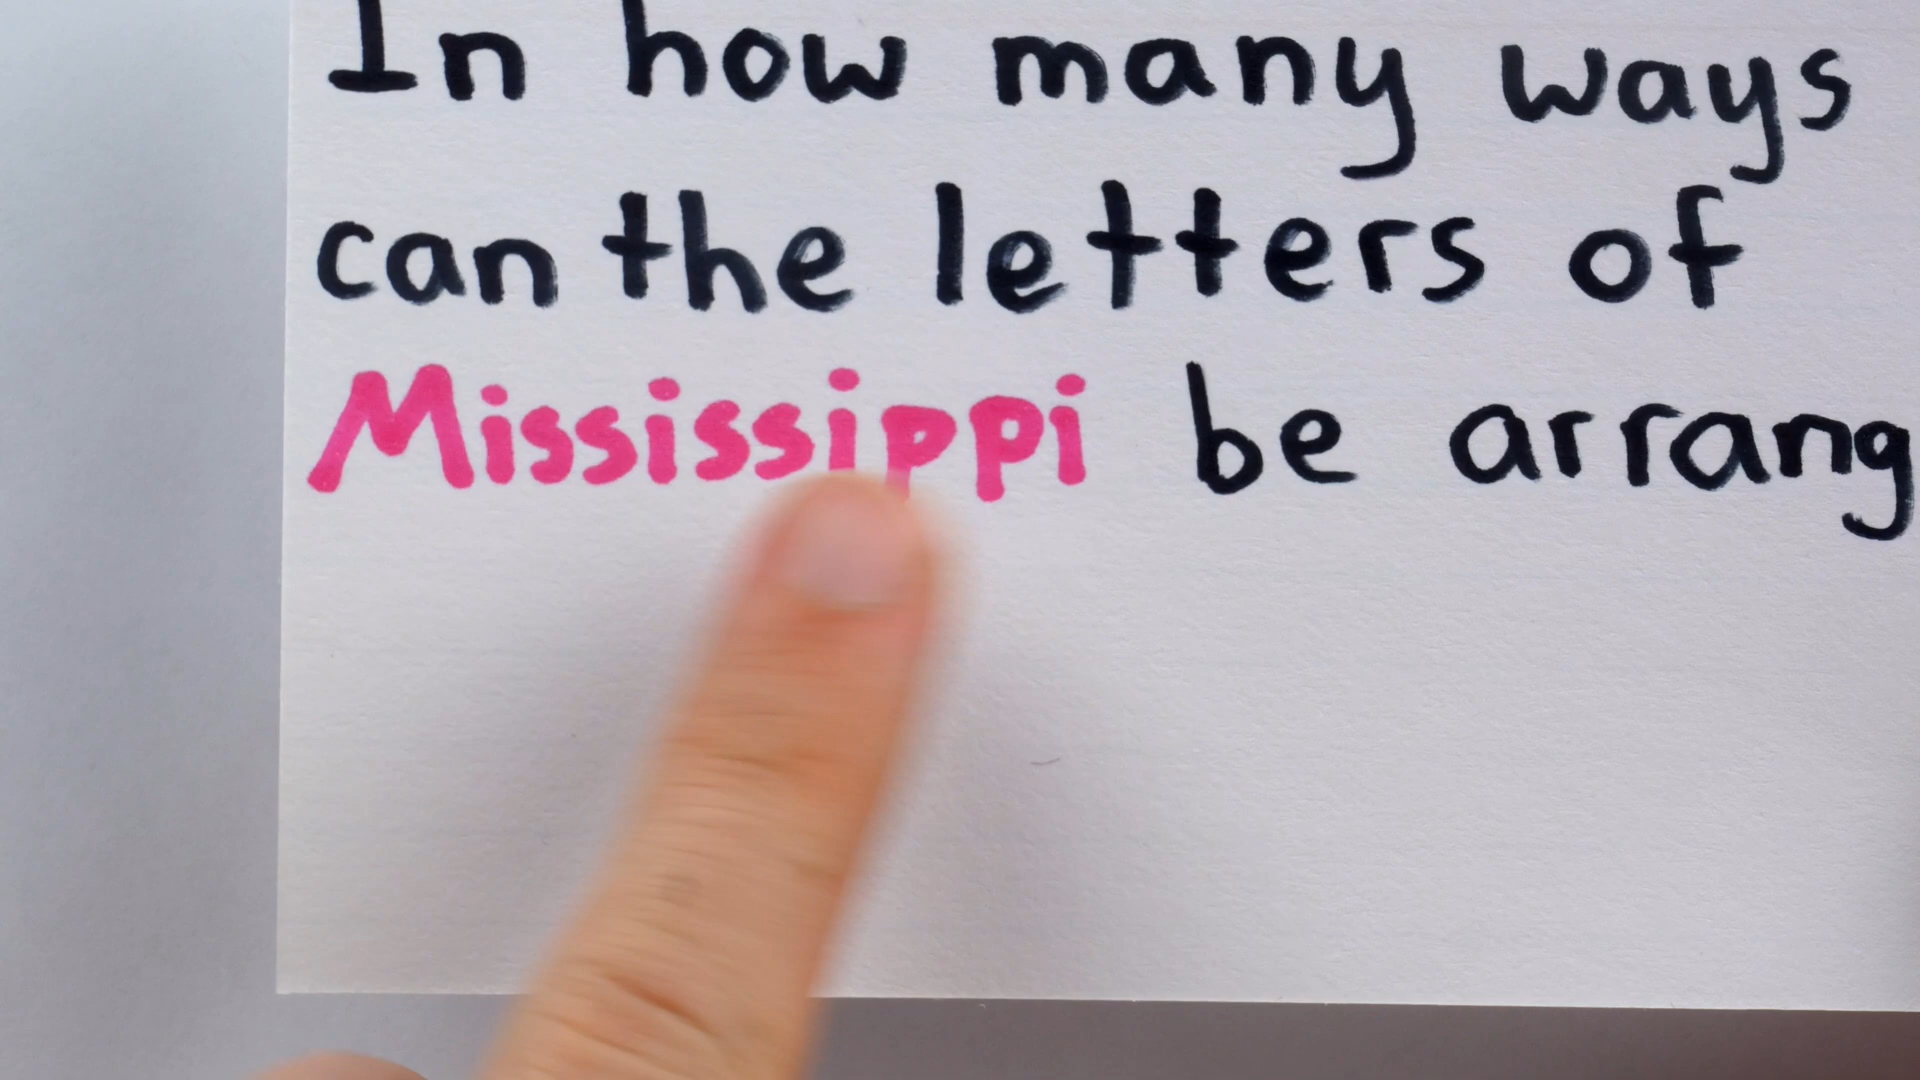 In how many ways
can the letters of
Mississippi be arrang